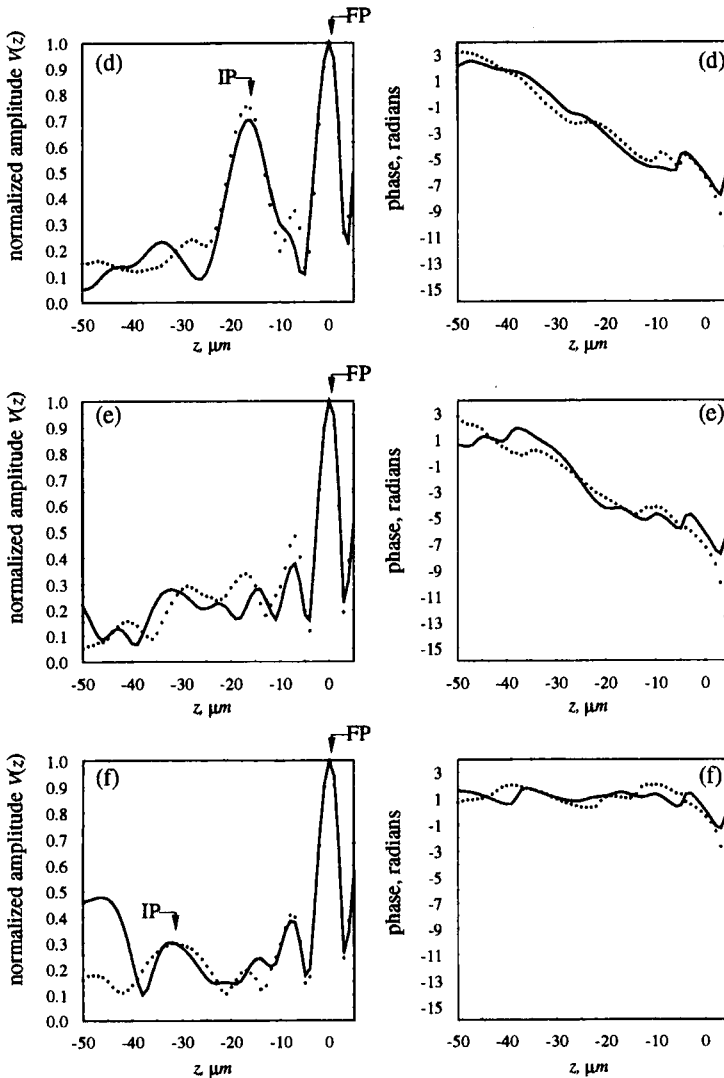 FP
(d)
IP
normalized amplitude V(z)
1.0
0.9
0.8
0.7
0.6
0.5
0.4
0.3
0.2
0.1
0.0
-50 -40 -30 -20 -10 0
z, μm
(d)
phase, radians
3
1
-1
-3
-5
-7
-9
-11
-13
-15
-50 -40 -30 -20 -10 0
z, μm
FP
(e)
normalized amplitude V(z)
1.0
0.9
0.8
0.7
0.6
0.5
0.4
0.3
0.2
0.1
0.0
-50 -40 -30 -20 -10 0
z, μm
(e)
phase, radians
3
1
-1
-3
-5
-7
-9
-11
-13
-15
-50 -40 -30 -20 -10 0
z, μm
FP
(f)
IP
normalized amplitude V(z)
1.0
0.9
0.8
0.7
0.6
0.5
0.4
0.3
0.2
0.1
0.0
-50 -40 -30 -20 -10 0
z, μm
(f)
phase, radians
3
1
-1
-3
-5
-7
-9
-11
-13
-15
-50 -40 -30 -20 -10 0
z, μm